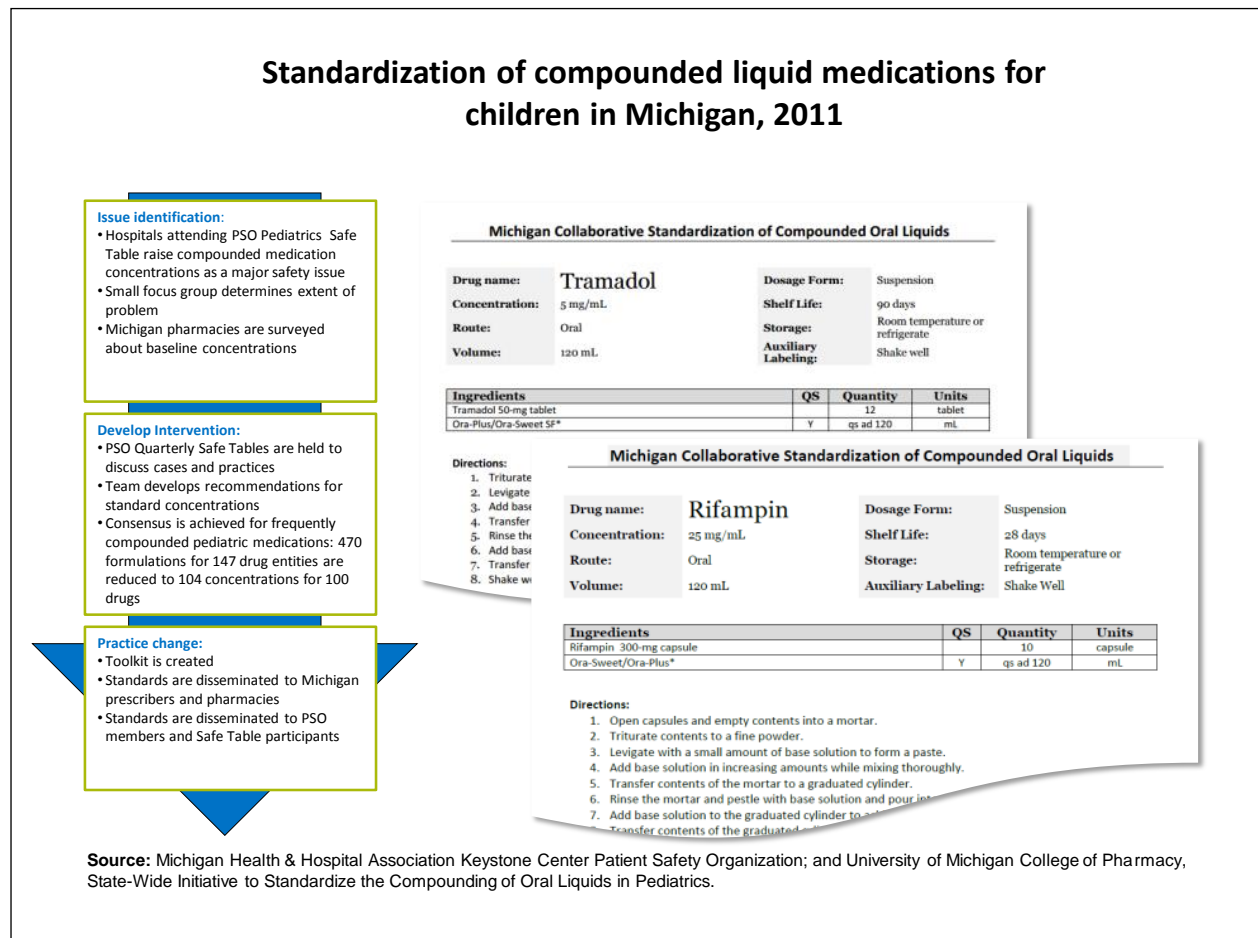 Standardization of compounded liquid medications for
children in Michigan, 2011
Issue identification:
• Hospitals attending PSO Pediatrics Safe
Table raise compounded medication
concentrations as a major safety issue
• Small focus group determines extent of
problem
• Michigan pharmacies are surveyed
about baseline concentrations
Develop Intervention:
• PSO Quarterly Safe Tables are held to
discuss cases and practices
• Team develops recommendations for
standard concentrations
• Consensus is achieved for frequently
compounded pediatric medications: 470
formulations for 147 drug entities are
reduced to 104 concentrations for 100
drugs
Practice change:
• Toolkit is created
• Standards are disseminated to Michigan
prescribers and pharmacies
• Standards are disseminated to PSO
members and Safe Table participants
Michigan Collaborative Standardization of Compounded Oral Liquids
Drug name: Tramadol Dosage Form: Suspension
Concentration: 5 mg/mL Shelf Life: 90 days
Route: Oral Storage: Room temperature or
refrigerate
Volume: 120 mL Auxiliary
Labeling: Shake well
Ingredients QS Quantity Units
Tramadol 50-mg tablet 12 tablet
Ora-Plus/Ora-Sweet SF* Y qs ad 120 mL
Directions:
1. Triturate
2. Levigate
3. Add base
4. Transfer
5. Rinse the
6. Add base
7. Transfer
8. Shake we
Michigan Collaborative Standardization of Compounded Oral Liquids
Drug name: Rifampin Dosage Form: Suspension
Concentration: 25 mg/mL Shelf Life: 28 days
Route: Oral Storage: Room temperature or
refrigerate
Volume: 120 mL Auxiliary Labeling: Shake Well
Ingredients QS Quantity Units
Rifampin 300-mg capsule 10 capsule
Ora-Sweet/Ora-Plus* Y qs ad 120 mL
Directions:
1. Open capsules and empty contents into a mortar.
2. Triturate contents to a fine powder.
3. Levigate with a small amount of base solution to form a paste.
4. Add base solution in increasing amounts while mixing thoroughly.
5. Transfer contents of the mortar to a graduated cylinder.
6. Rinse the mortar and pestle with base solution and pour
7. Add base solution to the graduated cylinder to
Transfer contents of the graduated
Source: Michigan Health & Hospital Association Keystone Center Patient Safety Organization; and University of Michigan College of Pharmacy,
State-Wide Initiative to Standardize the Compounding of Oral Liquids in Pediatrics.